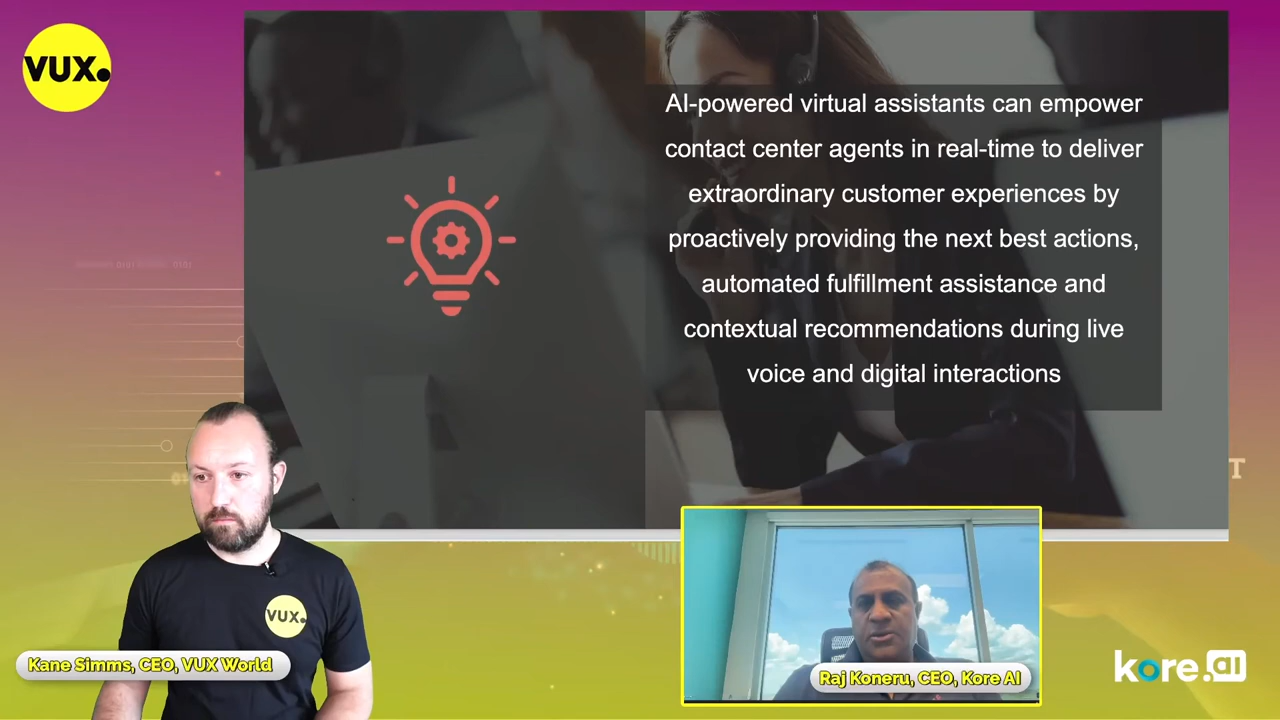 VUX.
AI-powered virtual assistants can empower
contact center agents in real-time to deliver
extraordinary customer experiences by
proactively providing the next best actions,
automated fulfillment assistance and
contextual recommendations during live
voice and digital interactions
T
VUX.
Kane Simms, CEO, VUX World
Raj Koneru, CEO, Kore AI
kore.ai